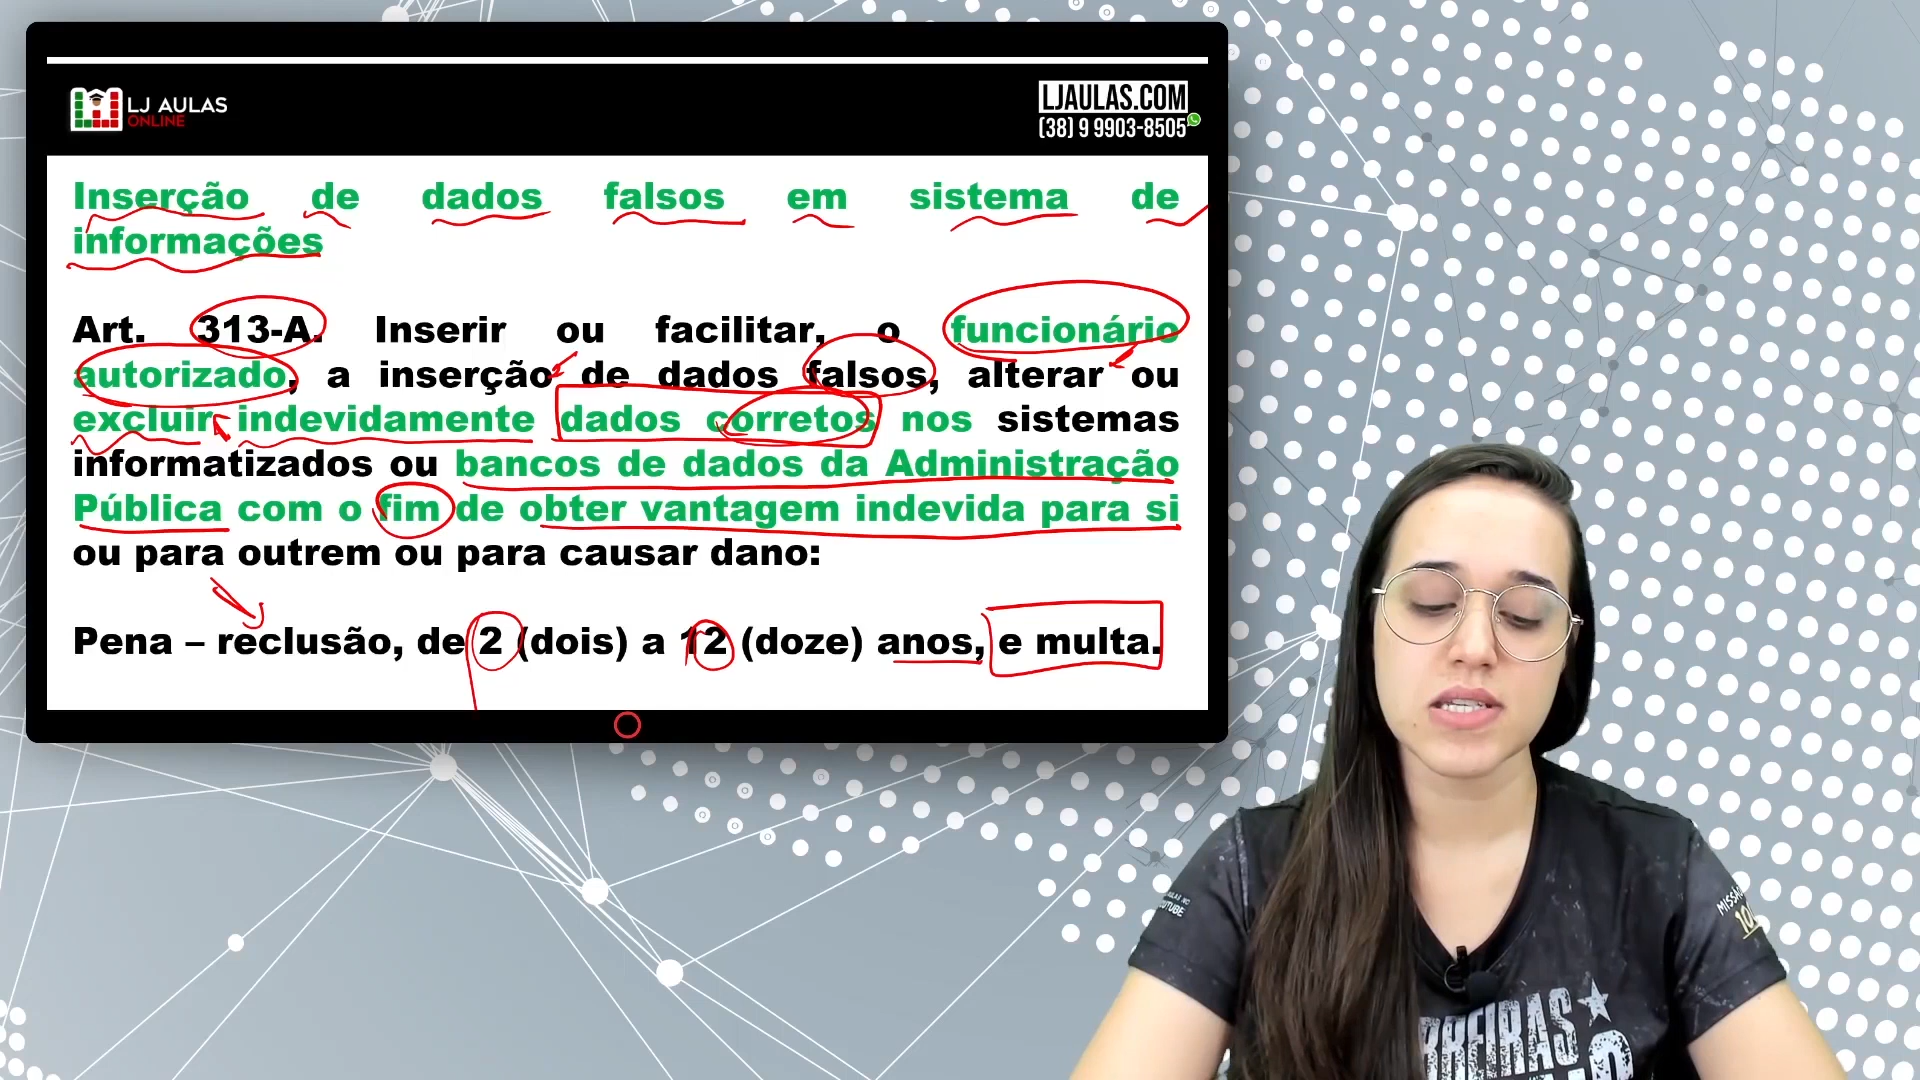 LJ AULAS
ONLINE
LJAULAS.COM
(38) 9 9903-8505
Inserção de dados falsos em sistema de
informações
Art. 313-A. Inserir ou facilitar, o funcionário
autorizado, a inserção de dados falsos, alterar ou
excluir indevidamente dados corretos nos sistemas
informatizados ou bancos de dados da Administração
Pública com o fim de obter vantagem indevida para si
ou para outrem ou para causar dano:
Pena – reclusão, de 2 (dois) a 12 (doze) anos, e multa.